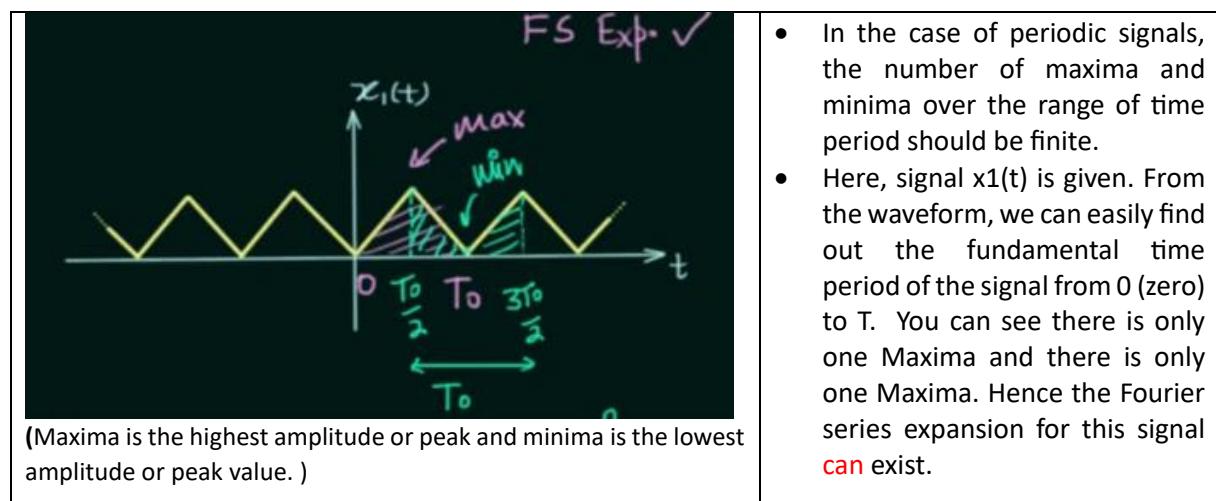 FS Exp. ✓
x₁(t)
max
min
t
0 T0/2 T0 3T0/2
T0
(Maxima is the highest amplitude or peak and minima is the lowest
amplitude or peak value. )
• In the case of periodic signals,
the number of maxima and
minima over the range of time
period should be finite.
• Here, signal x1(t) is given. From
the waveform, we can easily find
out the fundamental time
period of the signal from 0 (zero)
to T. You can see there is only
one Maxima and there is only
one Maxima. Hence the Fourier
series expansion for this signal
can exist.